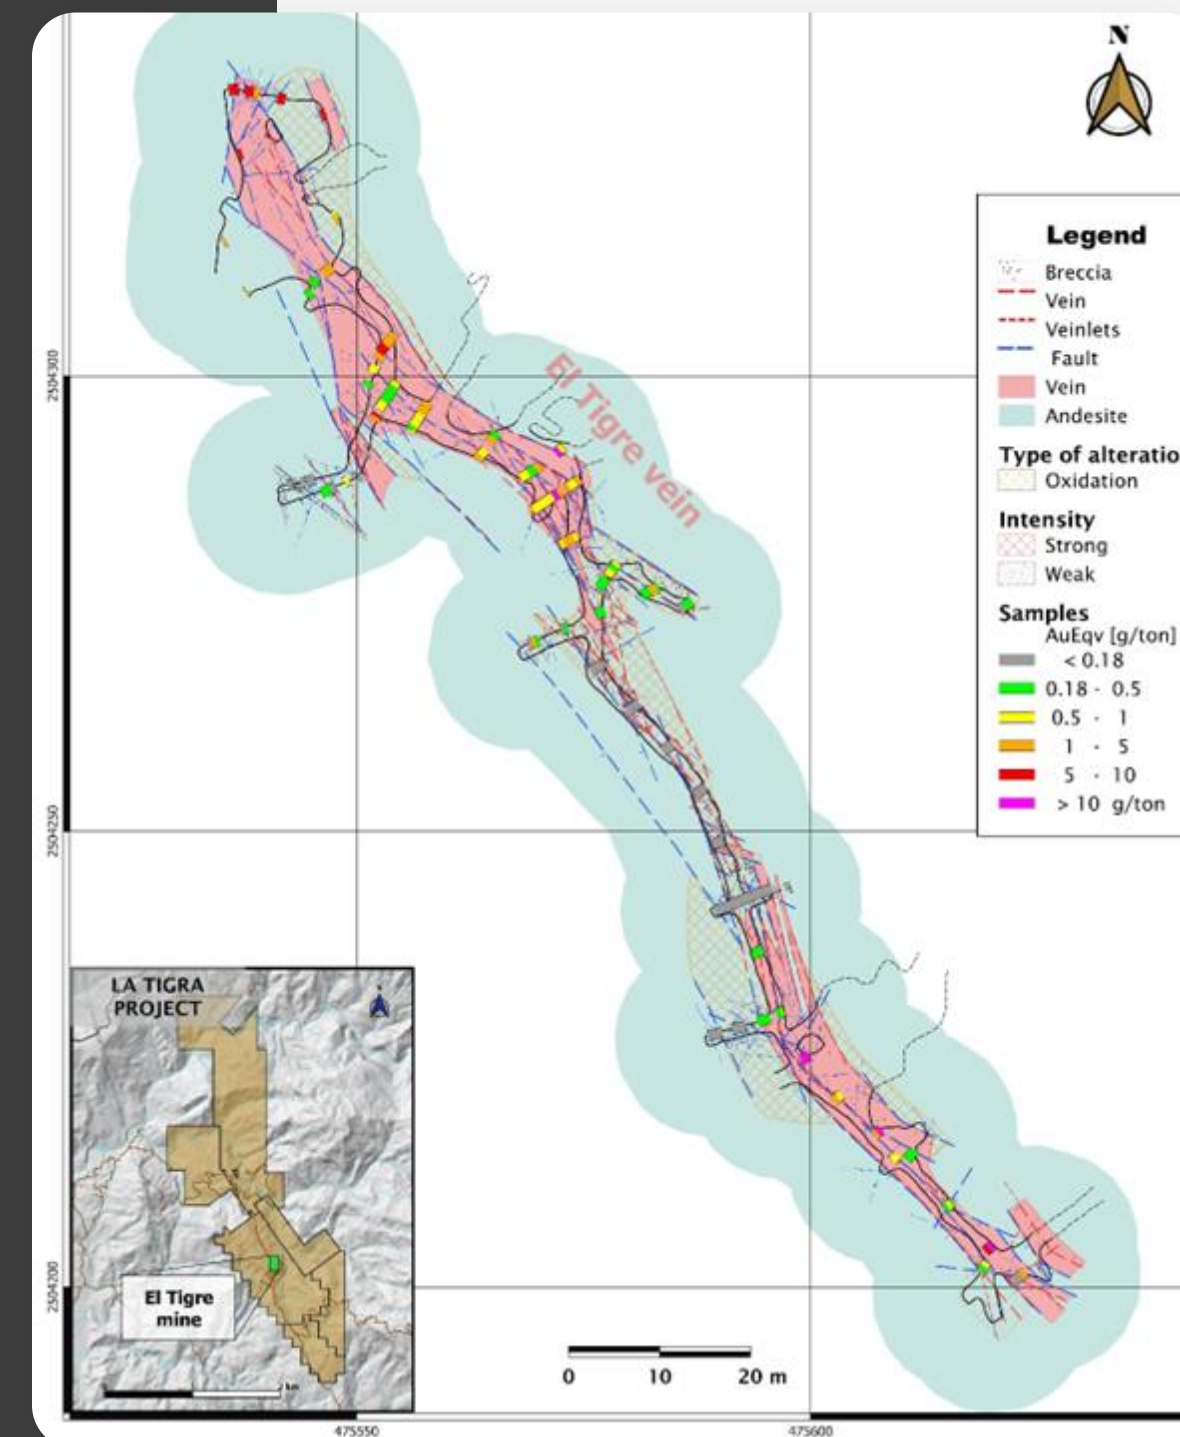 N
Legend
Breccia
Vein
Veinlets
Fault
Vein
Andesite
Type of alteratio
Oxidation
Intensity
Strong
Weak
Samples
AuEqv [g/ton]
< 0.18
0.18 - 0.5
0.5 - 1
1 - 5
5 - 10
> 10 g/ton
El Tigre vein
2504300
2504250
2504200
LA TIGRA
PROJECT
El Tigre
mine
km
0 10 20 m
475550
475600